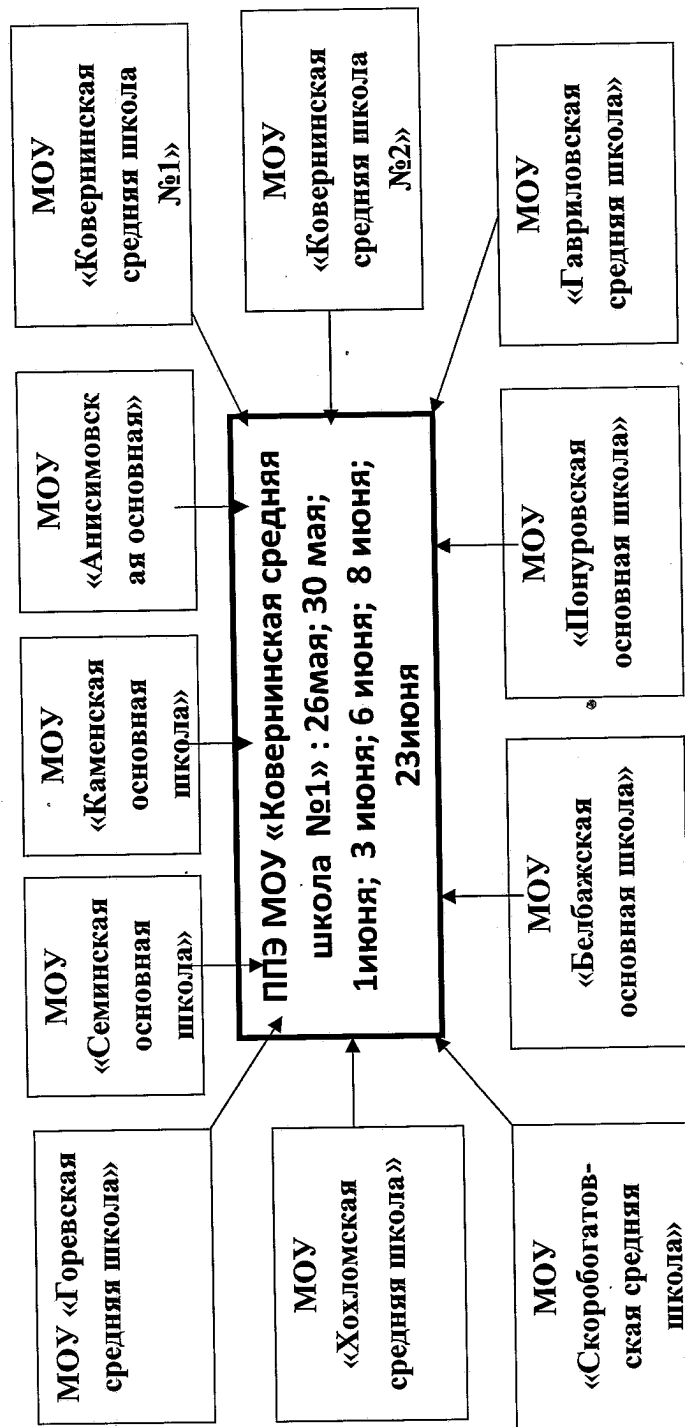 МОУ «Горевская
средняя школа»
МОУ
«Семинская
основная
школа»
МОУ
«Каменская
основная
школа»
МОУ
«Анисимовск
ая основная»
МОУ
«Ковернинская
средняя школа
№1»
МОУ
«Хохломская
средняя школа»
ППЭ МОУ «Ковернинская средняя
школа №1» : 26мая; 30 мая;
1июня; 3 июня; 6 июня; 8 июня;
23июня
МОУ
«Ковернинская
средняя школа
№2»
МОУ
«Скоробогатов-
ская средняя
школа»
МОУ
«Белбажская
основная школа»
МОУ
«Понуровская
основная школа»
МОУ
«Гавриловская
средняя школа»